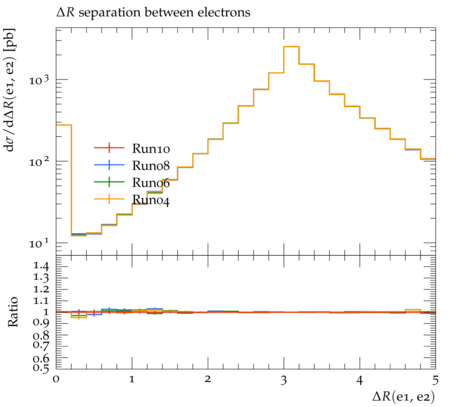 ΔR separation between electrons
dσ/dΔR(e1, e2) [pb]
10³
10²
10¹
Run10
Run08
Run06
Run04
Ratio
1.4
1.3
1.2
1.1
1
0.9
0.8
0.7
0.6
0.5
0 1 2 3 4 5
ΔR(e1, e2)